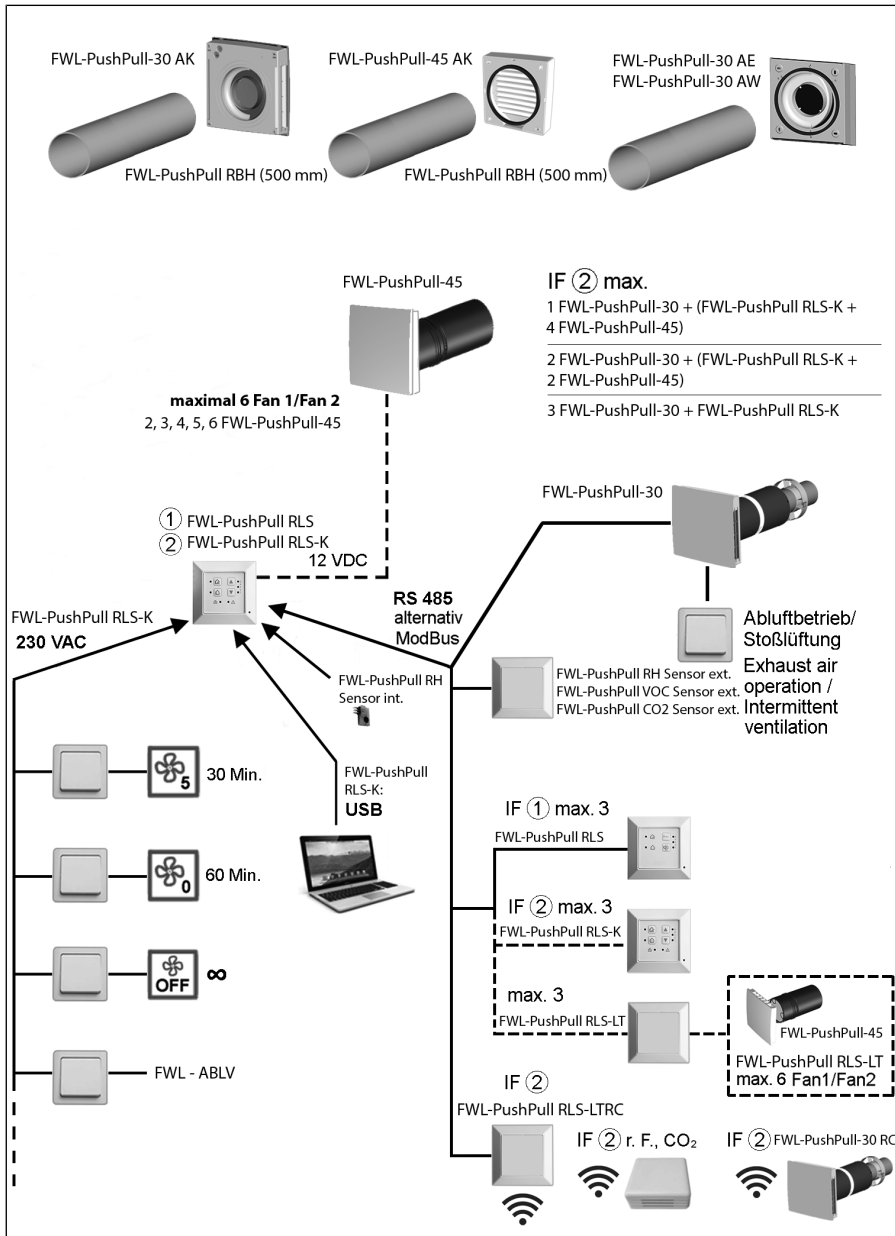 FWL-PushPull-30 AK
FWL-PushPull RBH (500 mm)
FWL-PushPull-45 AK
FWL-PushPull RBH (500 mm)
FWL-PushPull-30 AE
FWL-PushPull-30 AW
FWL-PushPull-45
maximal 6 Fan 1/Fan 2
2, 3, 4, 5, 6 FWL-PushPull-45
IF ② max.
1 FWL-PushPull-30 + (FWL-PushPull RLS-K +
4 FWL-PushPull-45)
2 FWL-PushPull-30 + (FWL-PushPull RLS-K +
2 FWL-PushPull-45)
3 FWL-PushPull-30 + FWL-PushPull RLS-K
① FWL-PushPull RLS
② FWL-PushPull RLS-K
12 VDC
FWL-PushPull-30
FWL-PushPull RLS-K
230 VAC
RS 485
alternativ
ModBus
Abluftbetrieb/
Stoßlüftung
Exhaust air
operation /
Intermittent
ventilation
FWL-PushPull RH
Sensor int.
FWL-PushPull RH Sensor ext.
FWL-PushPull VOC Sensor ext.
FWL-PushPull CO2 Sensor ext.
FWL-PushPull
RLS-K:
USB
5
30 Min.
0
60 Min.
OFF
∞
FWL - ABLV
IF ① max. 3
FWL-PushPull RLS
IF ② max. 3
FWL-PushPull RLS-K
max. 3
FWL-PushPull RLS-LT
FWL-PushPull-45
FWL-PushPull RLS-LT
max. 6 Fan1/Fan2
IF ②
FWL-PushPull RLS-LTRC
IF ② r. F., CO₂
IF ② FWL-PushPull-30 RC